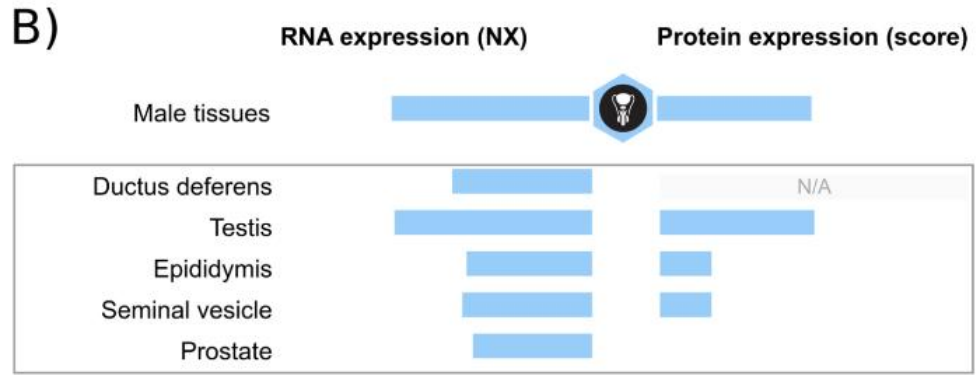 B)
RNA expression (NX) Protein expression (score)
Male tissues
Ductus deferens N/A
Testis
Epididymis
Seminal vesicle
Prostate